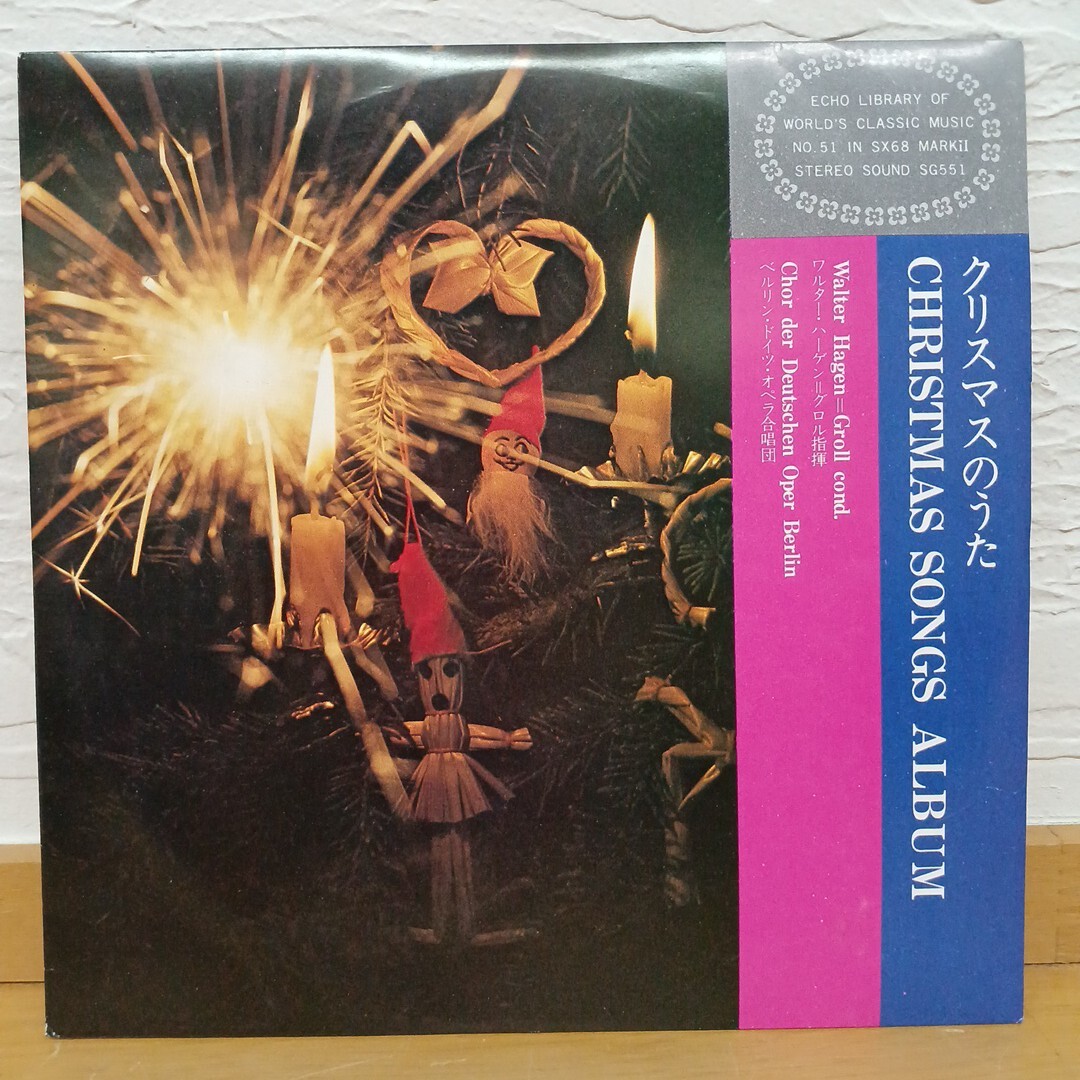 ECHO LIBRARY OF
WORLD'S CLASSIC MUSIC
NO.51 IN SX68 MARKII
STEREO SOUND SG551
クリスマスのうた
CHRISTMAS SONGS ALBUM
Walter Hagen=Groll cond.
ワルター・ハーゲン=グロル指揮
Chor der Deutschen Oper Berlin
ベルリン・ドイツ・オペラ合唱団